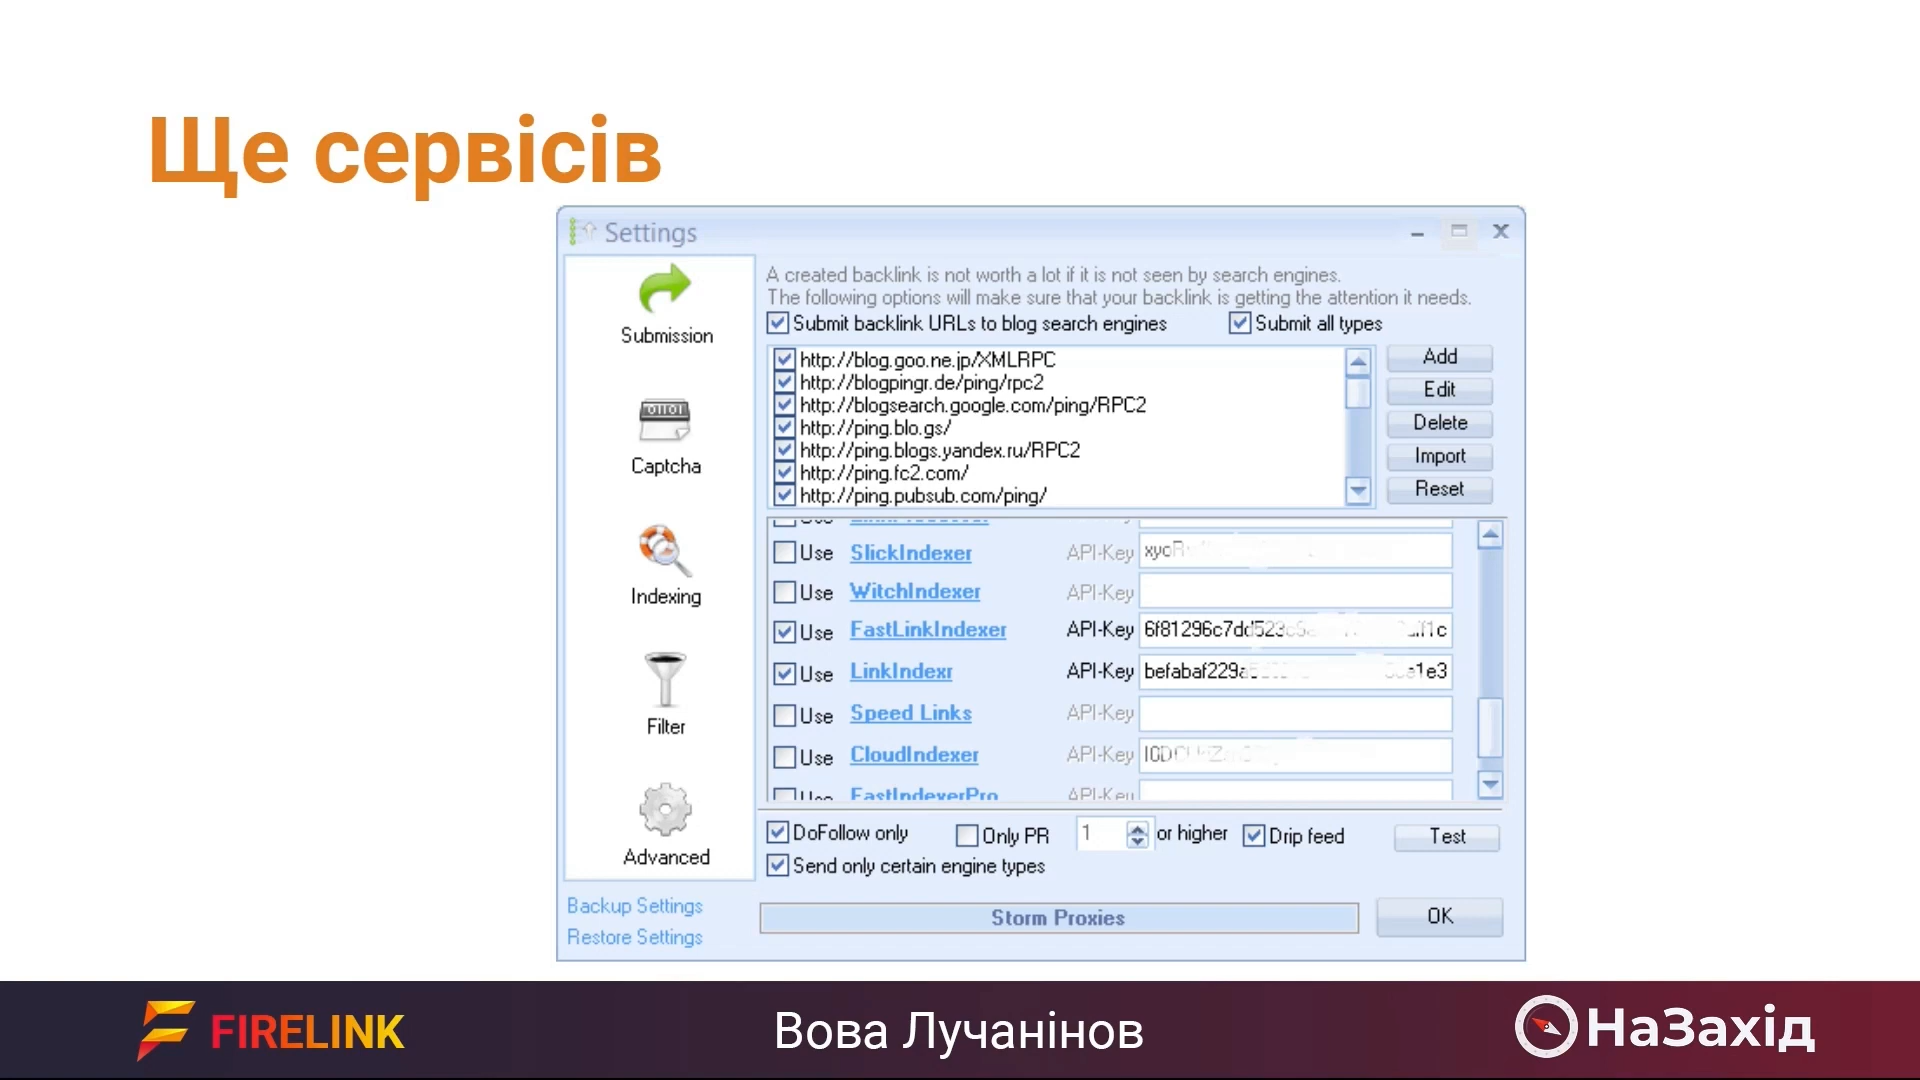 Ще сервісів
Settings
A created backlink is not worth a lot if it is not seen by search engines.
The following options will make sure that your backlink is getting the attention it needs.
Submit backlink URLs to blog search engines Submit all types
http://blog.goo.ne.jp/XMLRPC
http://blogpingr.de/ping/rpc2
http://blogsearch.google.com/ping/RPC2
http://ping.blo.gs/
http://ping.blogs.yandex.ru/RPC2
http://ping.fc2.com/
http://ping.pubsub.com/ping/
Add
Edit
Delete
Import
Reset
Submission
Captcha
Indexing
Filter
Advanced
Use SlickIndexer API-Key
Use WitchIndexer API-Key
Use FastLinkIndexer API-Key
Use LinkIndexr API-Key
Use Speed Links API-Key
Use CloudIndexer API-Key
Use FastIndexerPro API-Key
DoFollow only Only PR 1 or higher Drip feed Test
Send only certain engine types
Backup Settings
Restore Settings
Storm Proxies
OK
FIRELINK
Вова Лучанінов
НаЗахід